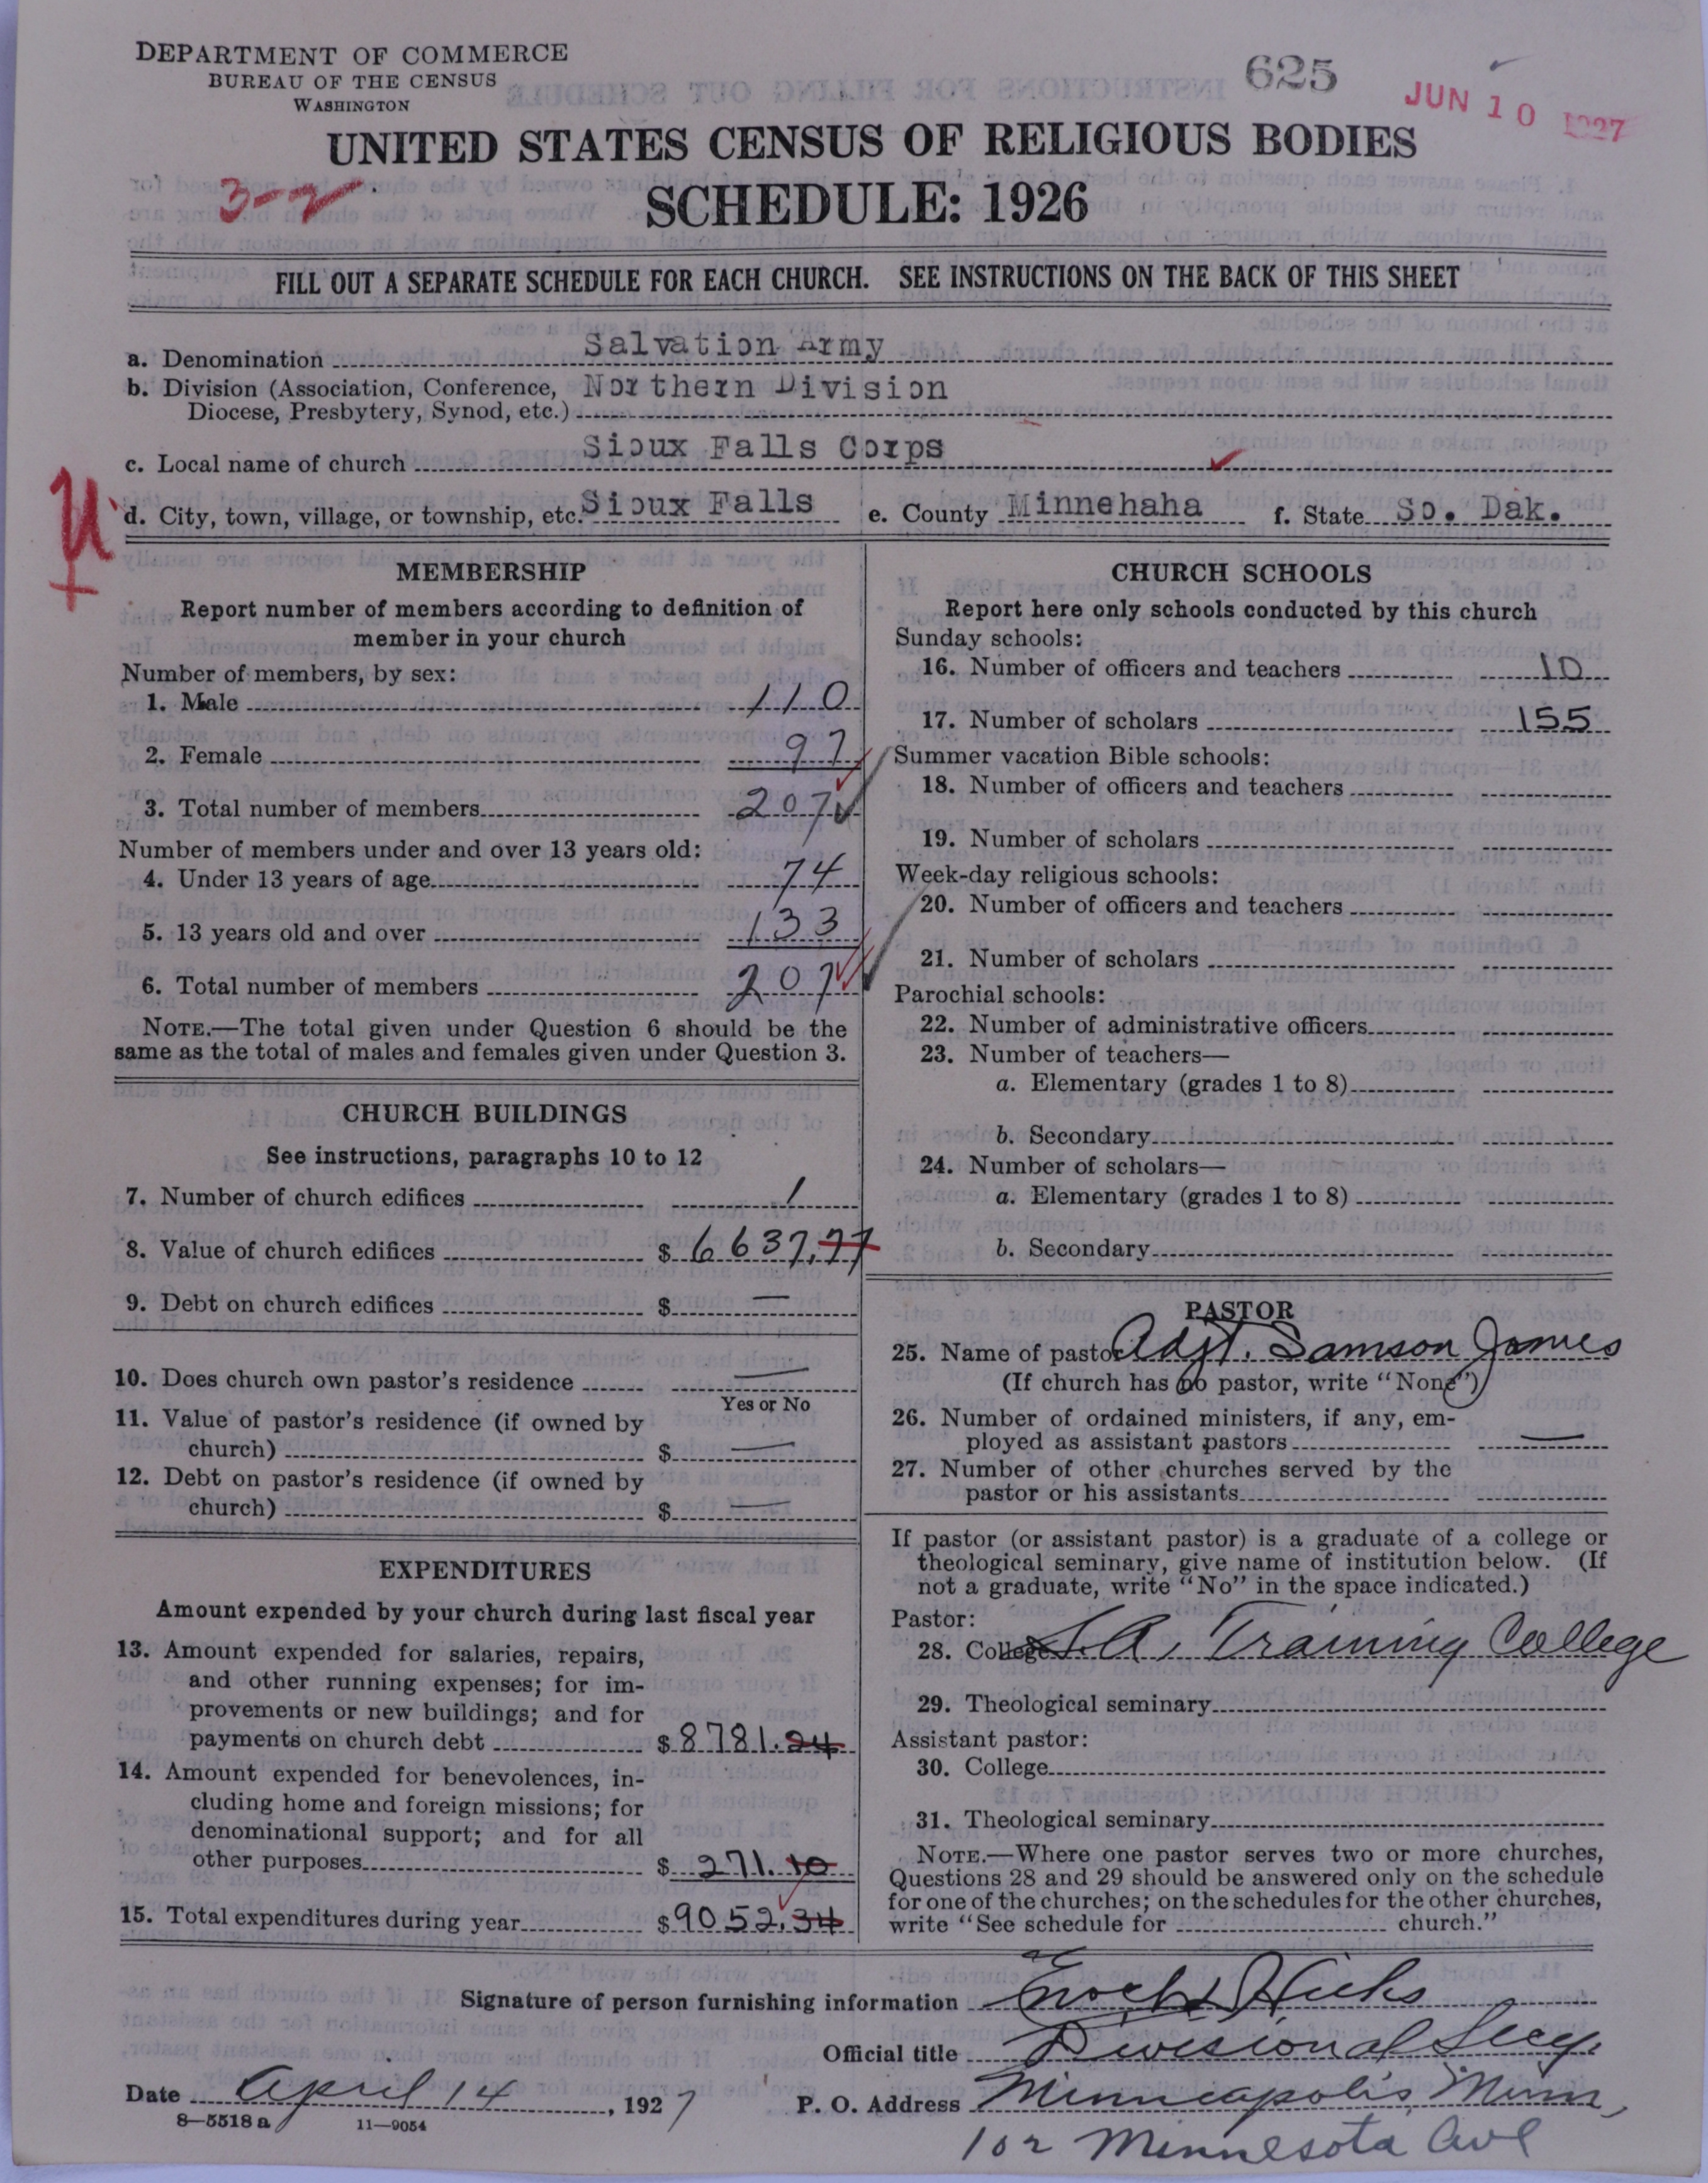 DEPARTMENT OF COMMERCE
BUREAU OF THE CENSUS
WASHINGTON
625
JUN 10 1927
UNITED STATES CENSUS OF RELIGIOUS BODIES
3-2
SCHEDULE: 1926
FILL OUT A SEPARATE SCHEDULE FOR EACH CHURCH. SEE INSTRUCTIONS ON THE BACK OF THIS SHEET
a. Denomination Salvation Army
b. Division (Association, Conference, Northern Division
Diocese, Presbytery, Synod, etc.)
c. Local name of church Sioux Falls Corps
d. City, town, village, or township, etc. Sioux Falls e. County Minnehaha f. State So. Dak.
MEMBERSHIP
Report number of members according to definition of
member in your church
Number of members, by sex:
1. Male 110
2. Female 97
3. Total number of members 207
Number of members under and over 13 years old:
4. Under 13 years of age 74
5. 13 years old and over 133
6. Total number of members 207
NOTE.—The total given under Question 6 should be the
same as the total of males and females given under Question 3.
CHURCH BUILDINGS
See instructions, paragraphs 10 to 12
7. Number of church edifices 1
8. Value of church edifices $ 6637.77
9. Debt on church edifices $ —
10. Does church own pastor's residence —
Yes or No
11. Value of pastor's residence (if owned by
church) $ —
12. Debt on pastor's residence (if owned by
church) $ —
EXPENDITURES
Amount expended by your church during last fiscal year
13. Amount expended for salaries, repairs,
and other running expenses; for im-
provements or new buildings; and for
payments on church debt $ 8781.24
14. Amount expended for benevolences, in-
cluding home and foreign missions; for
denominational support; and for all
other purposes $ 271.10
15. Total expenditures during year $ 9052.34
CHURCH SCHOOLS
Report here only schools conducted by this church
Sunday schools:
16. Number of officers and teachers 10
17. Number of scholars 155
Summer vacation Bible schools:
18. Number of officers and teachers
19. Number of scholars
Week-day religious schools:
20. Number of officers and teachers
21. Number of scholars
Parochial schools:
22. Number of administrative officers
23. Number of teachers—
a. Elementary (grades 1 to 8)
b. Secondary
24. Number of scholars—
a. Elementary (grades 1 to 8)
b. Secondary
PASTOR
25. Name of pastor Adjt. Samson James
(If church has no pastor, write "None")
26. Number of ordained ministers, if any, em-
ployed as assistant pastors —
27. Number of other churches served by the
pastor or his assistants
If pastor (or assistant pastor) is a graduate of a college or
theological seminary, give name of institution below. (If
not a graduate, write "No" in the space indicated.)
Pastor:
28. College S.A. Training College
29. Theological seminary
Assistant pastor:
30. College
31. Theological seminary
NOTE.—Where one pastor serves two or more churches,
Questions 28 and 29 should be answered only on the schedule
for one of the churches; on the schedules for the other churches,
write "See schedule for church."
Signature of person furnishing information Enoch Hicks
Official title Divisional Secy.
Date April 14, 1927 P. O. Address Minneapolis Minn,
8—5518 a 11—9054
102 Minnesota Ave